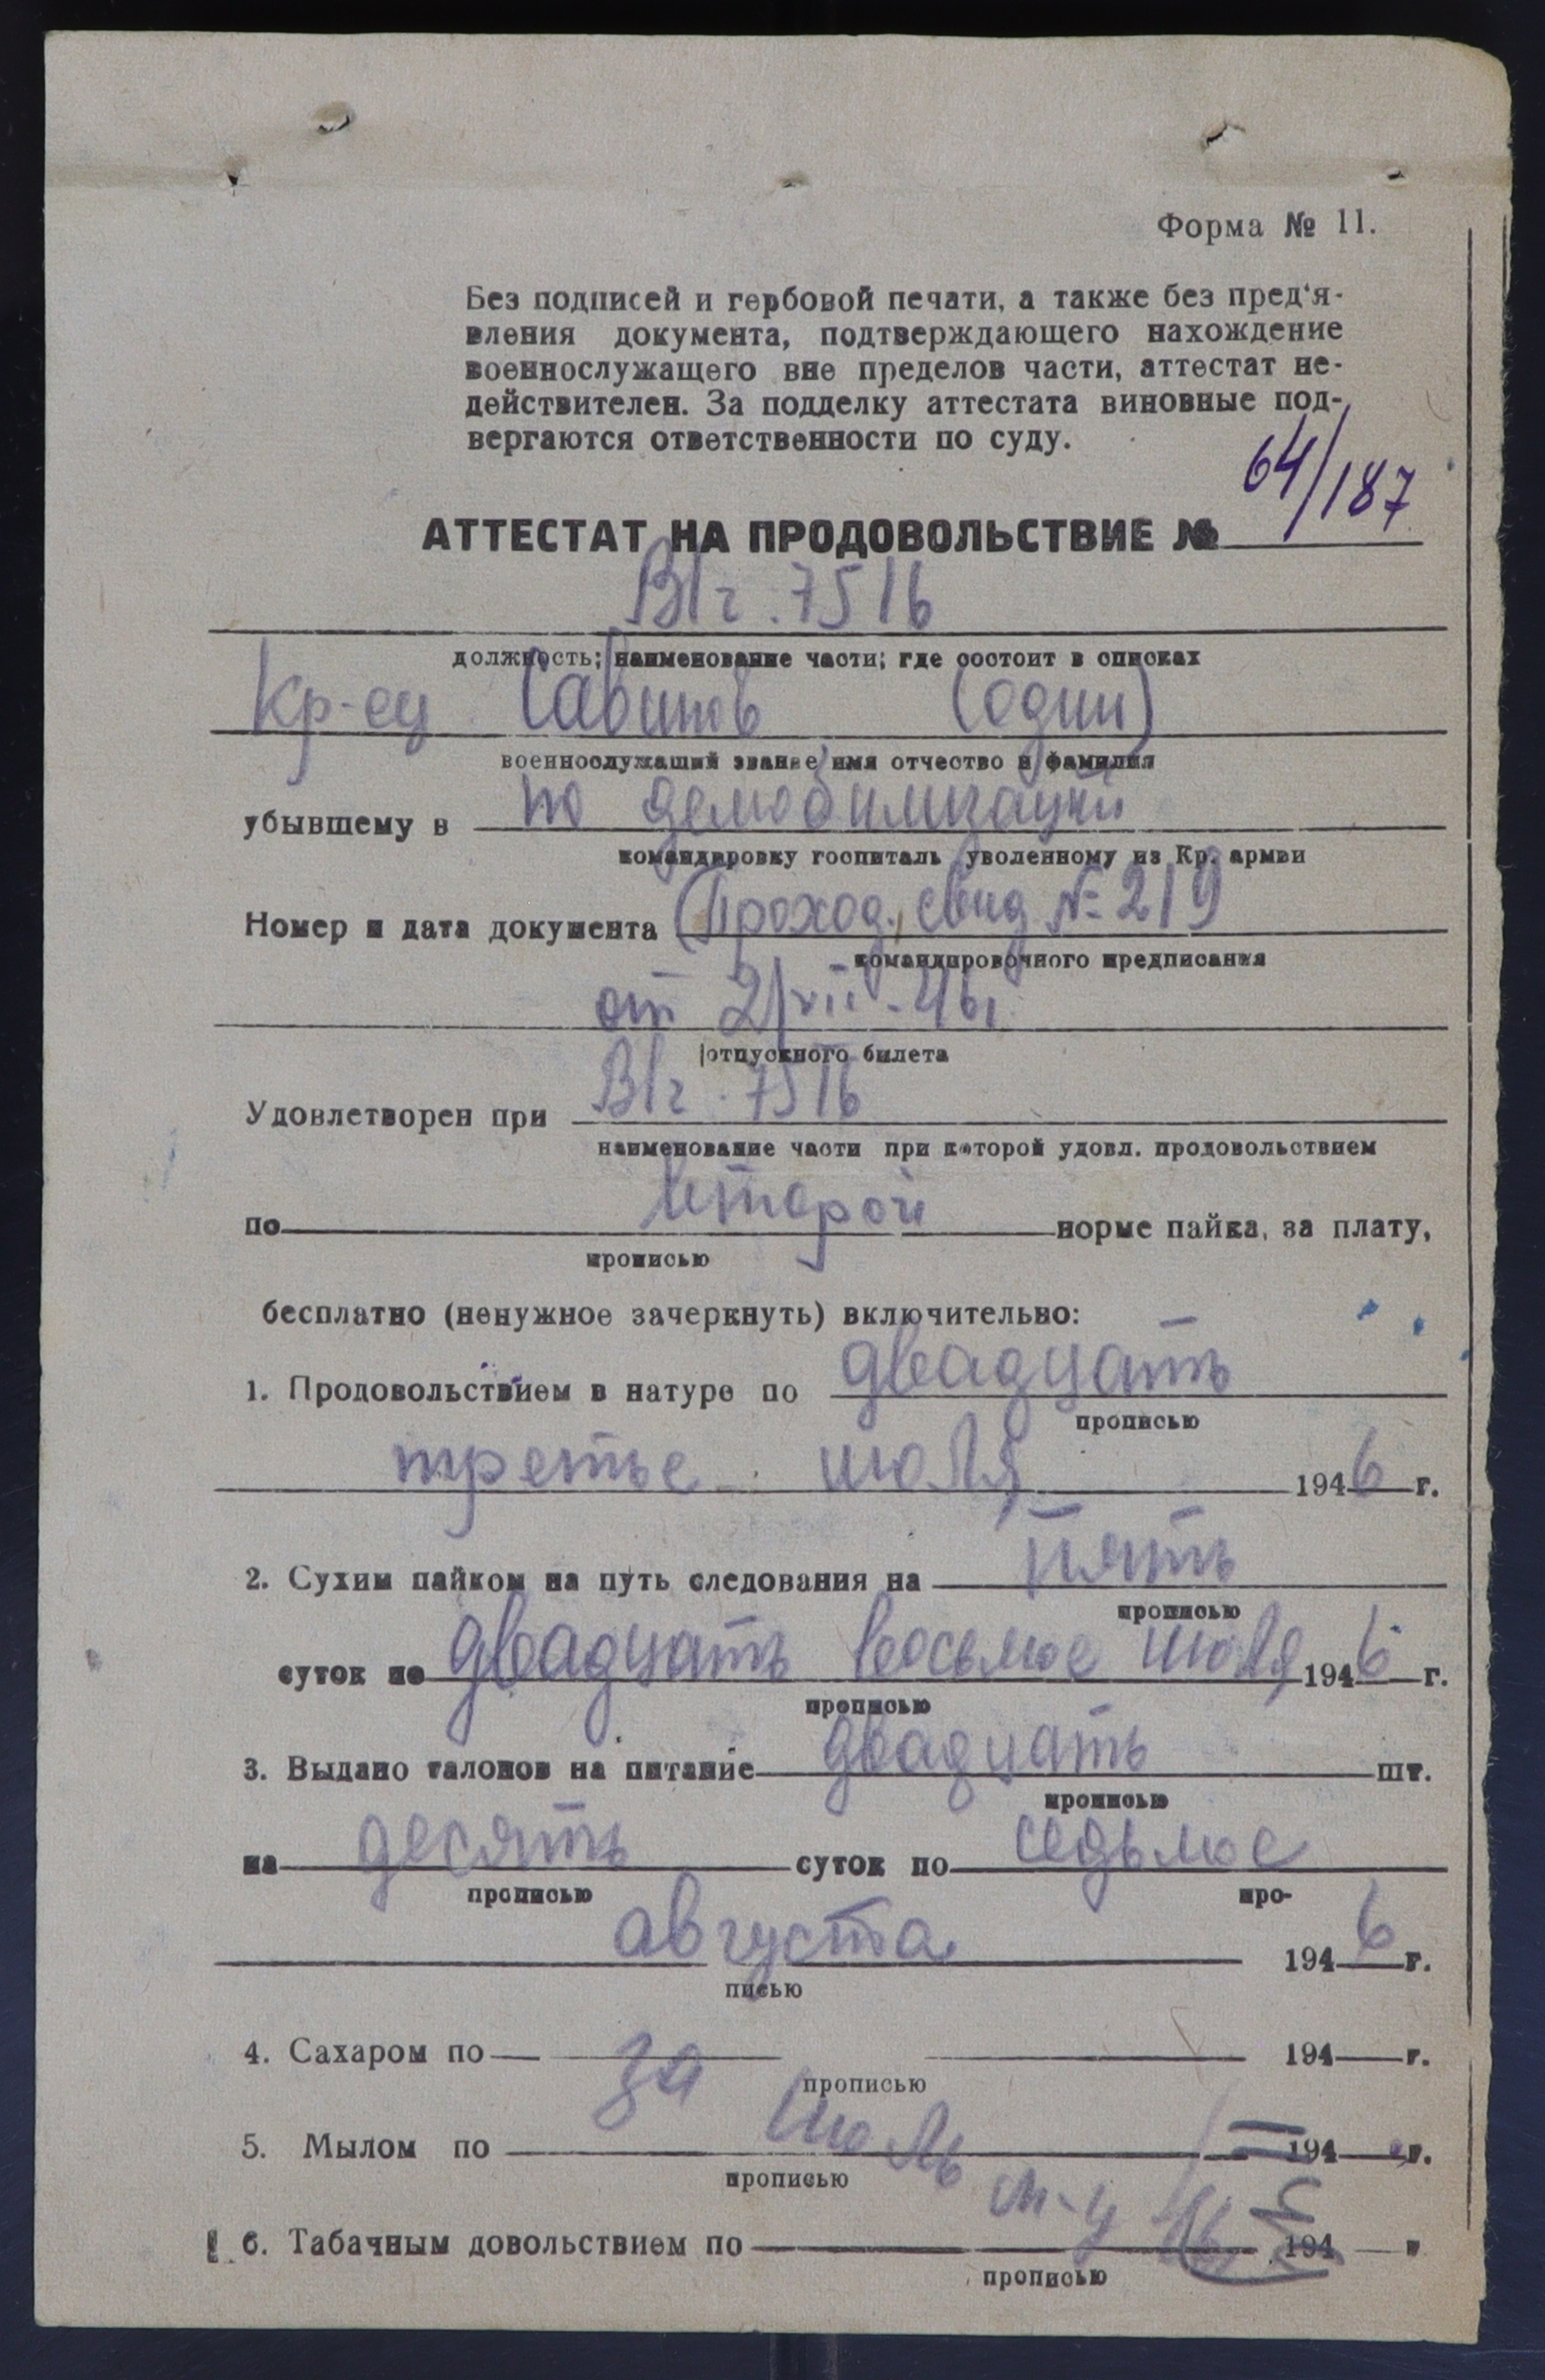 Форма № 11.
Без подписей и гербовой печати, а также без пред'я-
вления документа, подтверждающего нахождение
военнослужащего вне пределов части, аттестат не-
действителен. За подделку аттестата виновные под-
вергаются ответственности по суду.
64/187
АТТЕСТАТ НА ПРОДОВОЛЬСТВИЕ №
В/ч. 7516
должность; наименование части; где состоит в списках
Кр-ец Савинов (один)
военнослужащий звание имя отчество и фамилия
убывшему в по демобилизации
командировку госпиталь уволенному из Кр. армии
Номер и дата документа (Проход. свид № 219
командировочного предписания
от 2/VII-46г
отпускного билета
Удовлетворен при В/ч. 7516
наименование части при которой удовл. продовольствием
по второй норме пайка, за плату,
прописью
бесплатно (ненужное зачеркнуть) включительно:
1. Продовольствием в натуре по двадцать
прописью
третье июля 1946 г.
2. Сухим пайком на путь следования на пять
прописью
суток по двадцать восьмое июля 1946 г.
прописью
3. Выдано талонов на питание двадцать шт.
прописью
на десять суток по седьмое
прописью про-
августа 1946 г.
писью
4. Сахаром по за 194 г.
прописью
5. Мылом по июль 194 г.
прописью
м-ц
6. Табачным довольствием по 194 г
прописью